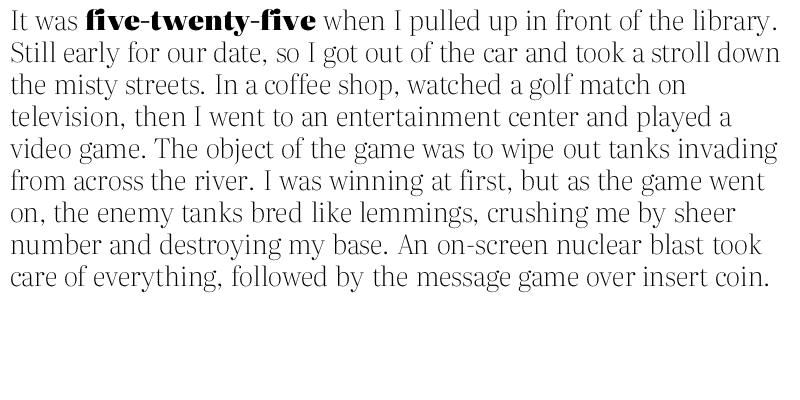 It was five-twenty-five when I pulled up in front of the library.
Still early for our date, so I got out of the car and took a stroll down
the misty streets. In a coffee shop, watched a golf match on
television, then I went to an entertainment center and played a
video game. The object of the game was to wipe out tanks invading
from across the river. I was winning at first, but as the game went
on, the enemy tanks bred like lemmings, crushing me by sheer
number and destroying my base. An on-screen nuclear blast took
care of everything, followed by the message game over insert coin.